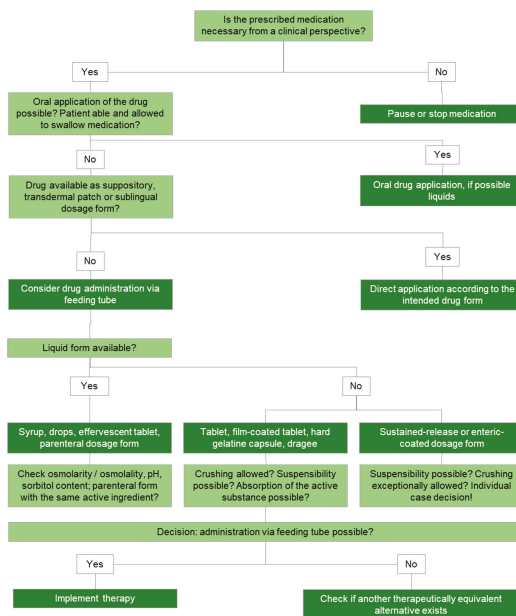 Is the prescribed medication
necessary from a clinical perspective?
Yes
No
Oral application of the drug
possible? Patient able and allowed
to swallow medication?
Pause or stop medication
No
Yes
Drug available as suppository,
transdermal patch or sublingual
dosage form?
Oral drug application, if possible
liquids
No
Yes
Consider drug administration via
feeding tube
Direct application according to the
intended drug form
Liquid form available?
Yes
No
Syrup, drops, effervescent tablet,
parenteral dosage form
Tablet, film-coated tablet, hard
gelatine capsule, dragee
Sustained-release or enteric-
coated dosage form
Check osmolarity / osmolality, pH,
sorbitol content; parenteral form
with the same active ingredient?
Crushing allowed? Suspensibility
possible? Absorption of the active
substance possible?
Suspensibility possible? Crushing
exceptionally allowed? Individual
case decision!
Decision: administration via feeding tube possible?
Yes
No
Implement therapy
Check if another therapeutically equivalent
alternative exists